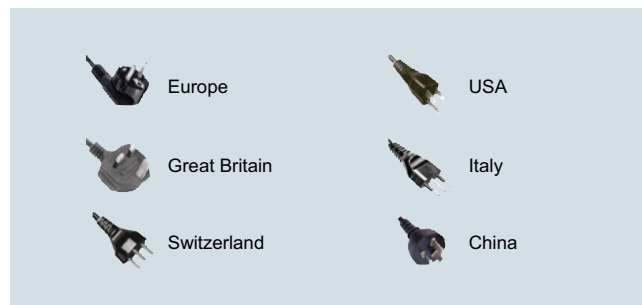 Europe
USA
Great Britain
Italy
Switzerland
China